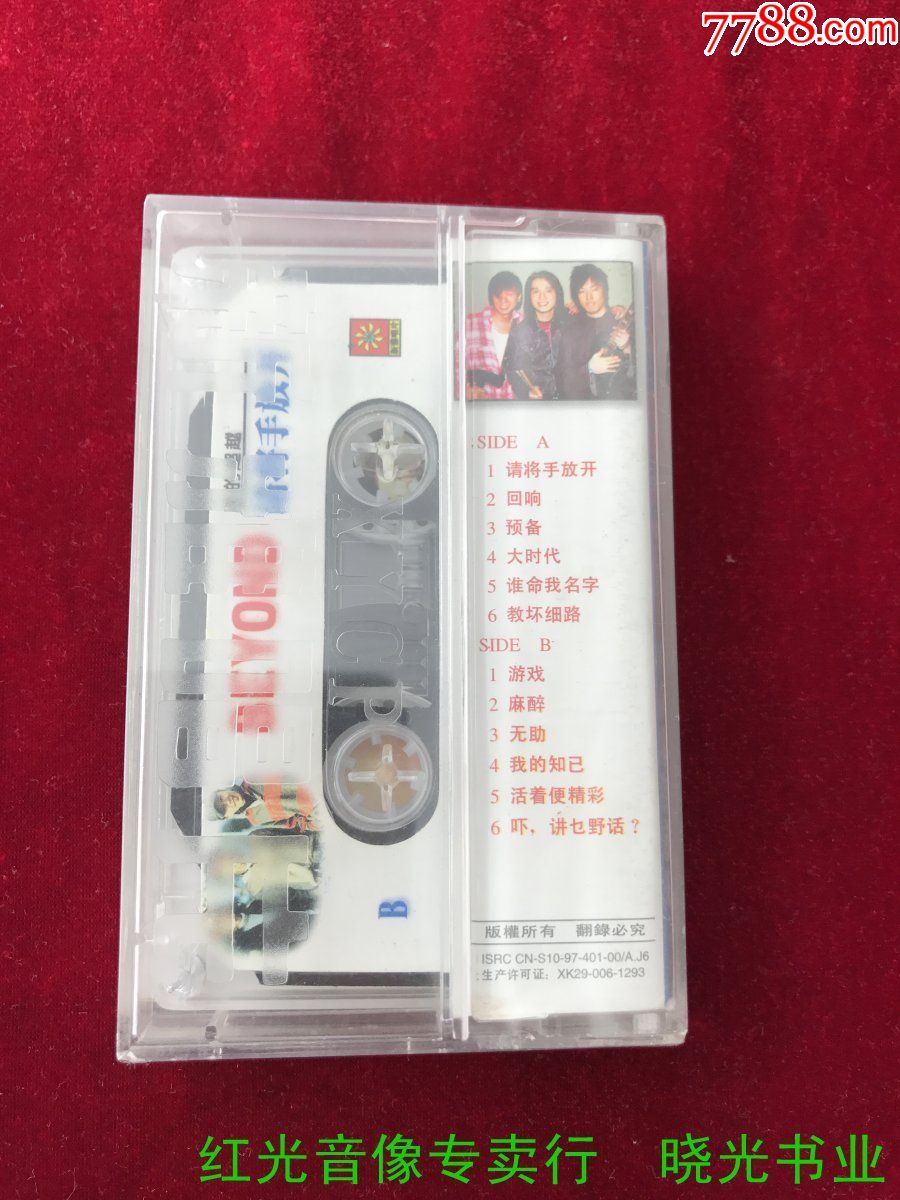 7788.com
SIDE A
1 请将手放开
2 回响
3 预备
4 大时代
5 谁命我名字
6 教坏细路
SIDE B
1 游戏
2 麻醉
3 无助
4 我的知已
5 活着便精彩
6 吓，讲乜野话？
版權所有 翻錄必究
ISRC CN-S10-97-401-00/A.J6
生产许可证：XK29-006-1293
BEYOND
将手放
B
红光音像专卖行 晓光书业